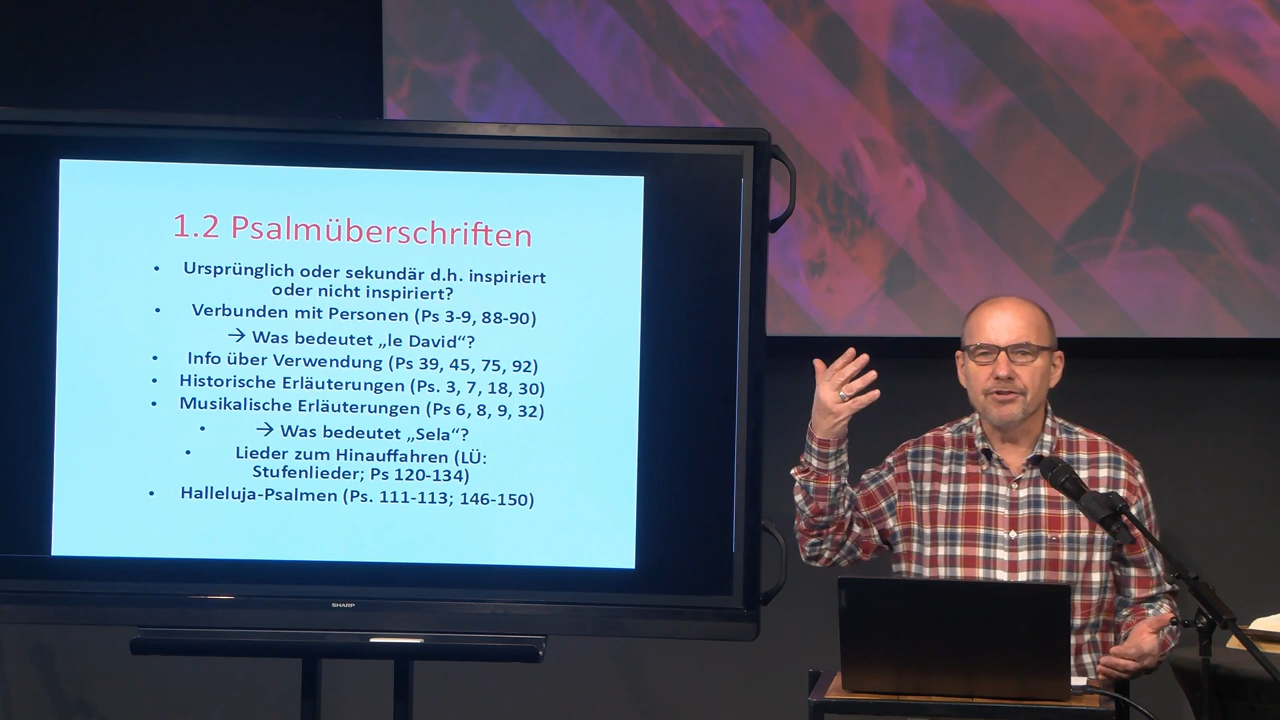 1.2 Psalmüberschriften
• Ursprünglich oder sekundär d.h. inspiriert
oder nicht inspiriert?
• Verbunden mit Personen (Ps 3-9, 88-90)
→ Was bedeutet „le David“?
• Info über Verwendung (Ps 39, 45, 75, 92)
• Historische Erläuterungen (Ps. 3, 7, 18, 30)
• Musikalische Erläuterungen (Ps 6, 8, 9, 32)
• → Was bedeutet „Sela“?
• Lieder zum Hinauffahren (LÜ:
Stufenlieder; Ps 120-134)
• Halleluja-Psalmen (Ps. 111-113; 146-150)
SHARP